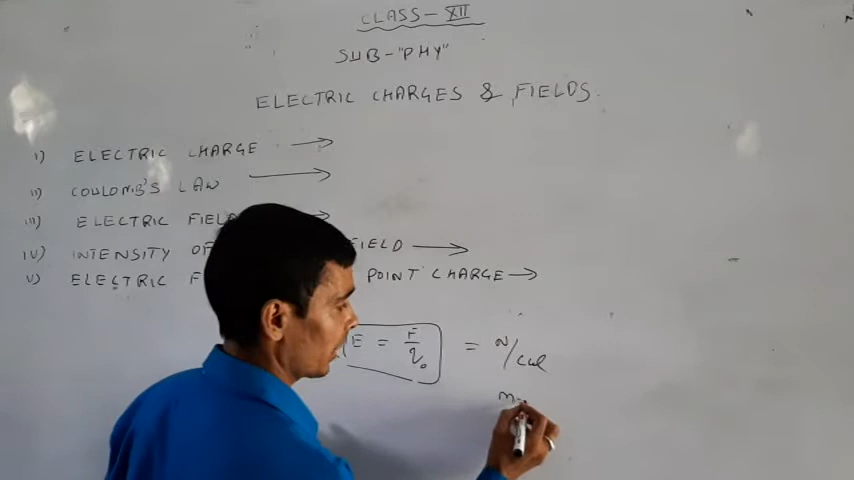 CLASS-XII
SUB-"PHY"
ELECTRIC CHARGES & FIELDS.
i) ELECTRIC CHARGE →
ii) COULOMB'S LAW →
iii) ELECTRIC FIELD →
iv) INTENSITY OF FIELD →
v) ELECTRIC F POINT CHARGE →
E = F/q₀ = N/Coul